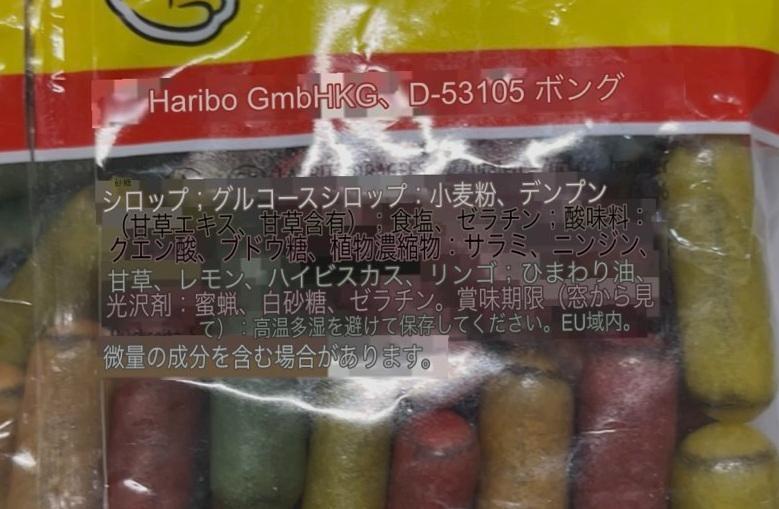 Haribo GmbHKG、D-53105 ボング
砂糖
シロップ；グルコースシロップ：小麦粉、デンプン
（甘草エキス、甘草含有）；食塩、ゼラチン；酸味料：
クエン酸、ブドウ糖、植物濃縮物：サラミ、ニンジン、
甘草、レモン、ハイビスカス、リンゴ；ひまわり油、
光沢剤：蜜蝋、白砂糖、ゼラチン。賞味期限（窓から見
て）：高温多湿を避けて保存してください。EU域内。
微量の成分を含む場合があります。